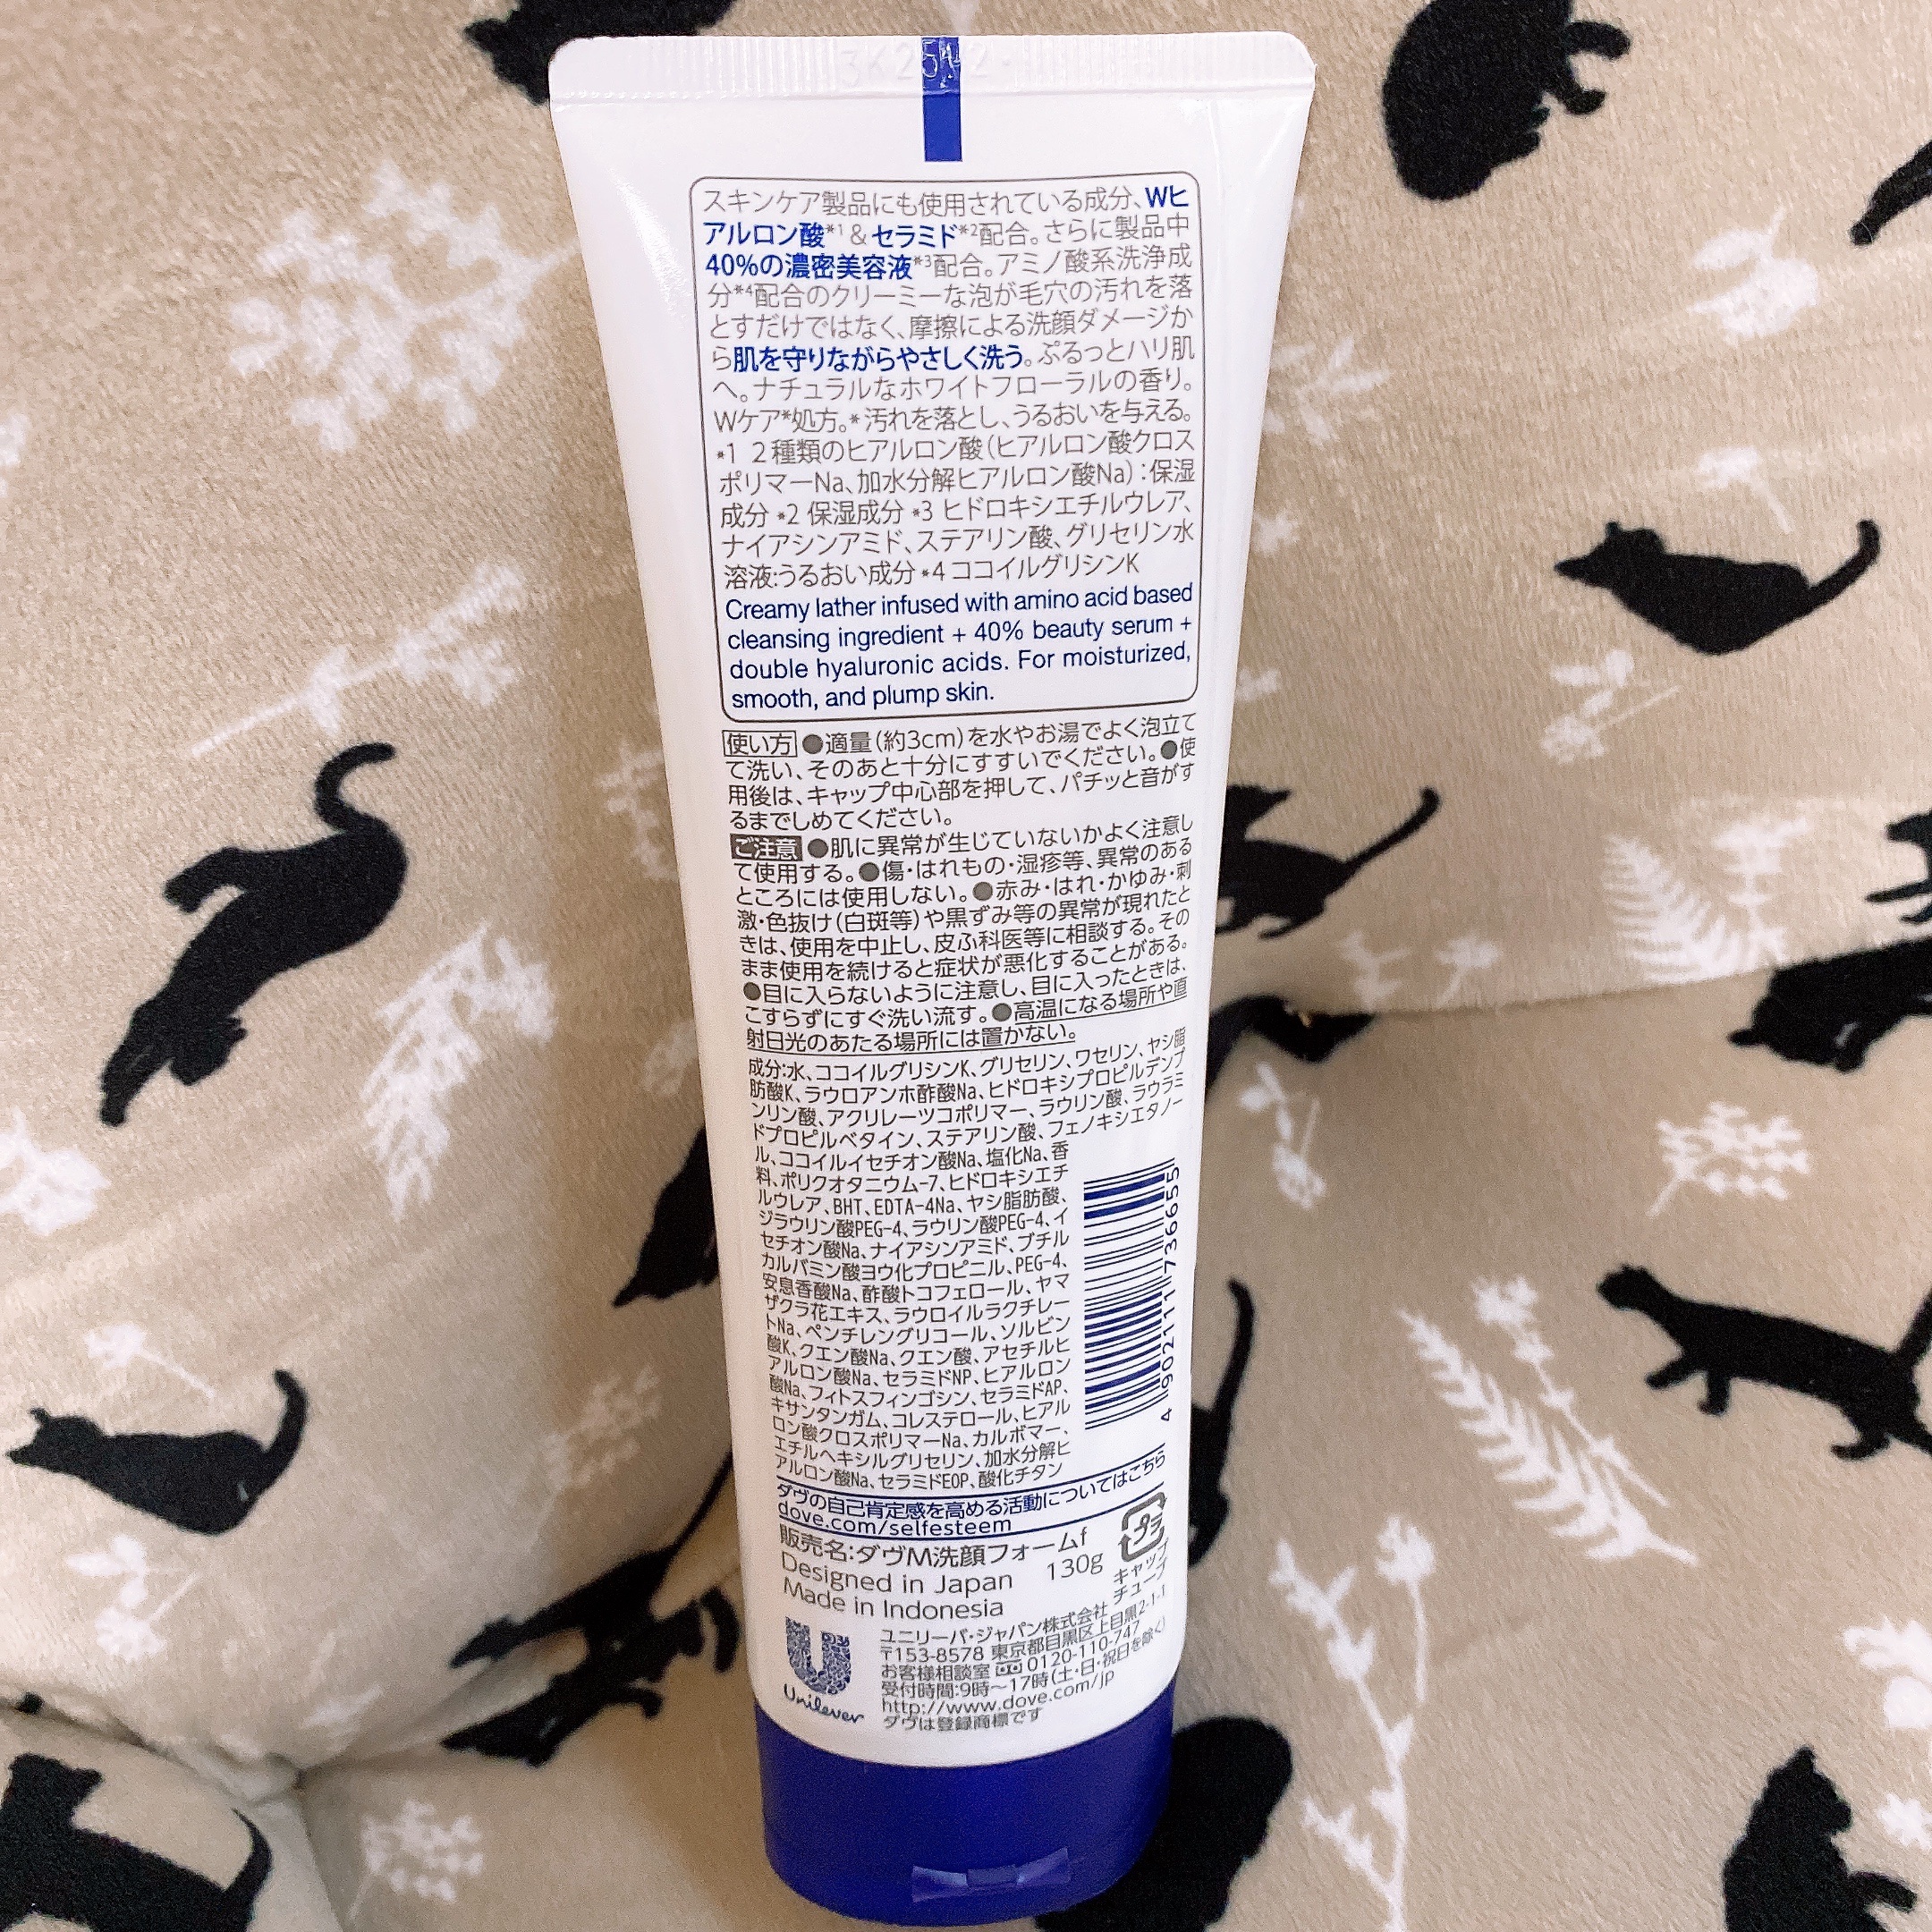 スキンケア製品にも使用されている成分、Wヒ
アルロン酸*1&セラミド*2配合。さらに製品中
40%の濃密美容液*3配合。アミノ酸系洗浄成
分*4配合のクリーミーな泡が毛穴の汚れを落
とすだけではなく、摩擦による洗顔ダメージか
ら肌を守りながらやさしく洗う。ぷるっとハリ肌
へ。ナチュラルなホワイトフローラルの香り。
Wケア*処方。*汚れを落とし、うるおいを与える。
*1 2種類のヒアルロン酸(ヒアルロン酸クロス
ポリマーNa、加水分解ヒアルロン酸Na):保湿
成分 *2 保湿成分 *3 ヒドロキシエチルウレア、
ナイアシンアミド、ステアリン酸、グリセリン水
溶液:うるおい成分 *4 ココイルグリシンK
Creamy lather infused with amino acid based
cleansing ingredient + 40% beauty serum +
double hyaluronic acids. For moisturized,
smooth, and plump skin.
使い方 ●適量(約3cm)を水やお湯でよく泡立て
て洗い、そのあと十分にすすいでください。●使
用後は、キャップ中心部を押して、パチッと音がす
るまでしめてください。
ご注意 ●肌に異常が生じていないかよく注意し
て使用する。●傷・はれもの・湿疹等、異常のある
ところには使用しない。●赤み・はれ・かゆみ・刺
激・色抜け(白斑等)や黒ずみ等の異常が現れたと
きは、使用を中止し、皮ふ科医等に相談する。その
まま使用を続けると症状が悪化することがある。
●目に入らないように注意し、目に入ったときは、
こすらずにすぐ洗い流す。●高温になる場所や直
射日光のあたる場所には置かない。
成分:水、ココイルグリシンK、グリセリン、ワセリン、ヤシ脂
肪酸K、ラウロアンホ酢酸Na、ヒドロキシプロピルデンプ
ンリン酸、アクリレーツコポリマー、ラウリン酸、ラウラミ
ドプロピルベタイン、ステアリン酸、フェノキシエタノー
ル、ココイルイセチオン酸Na、塩化Na、香
料、ポリクオタニウム-7、ヒドロキシエチ
ルウレア、BHT、EDTA-4Na、ヤシ脂肪酸、
ジラウリン酸PEG-4、ラウリン酸PEG-4、イ
セチオン酸Na、ナイアシンアミド、ブチル
カルバミン酸ヨウ化プロピニル、PEG-4、
安息香酸Na、酢酸トコフェロール、ヤマ
ザクラ花エキス、ラウロイルラクチレー
トNa、ペンチレングリコール、ソルビン
酸K、クエン酸Na、クエン酸、アセチルヒ
アルロン酸Na、セラミドNP、ヒアルロン
酸Na、フィトスフィンゴシン、セラミドAP、
キサンタンガム、コレステロール、ヒアル
ロン酸クロスポリマーNa、カルボマー、
エチルヘキシルグリセリン、加水分解ヒ
アルロン酸Na、セラミドEOP、酸化チタン
4 902111 736655
ダヴの自己肯定感を高める活動についてはこちら
dove.com/selfesteem
販売名:ダヴM洗顔フォームf
Designed in Japan 130g
Made in Indonesia
プラ
キャップ
チューブ
Unilever
ユニリーバ・ジャパン株式会社
〒153-8578 東京都目黒区上目黒2-1-1
お客様相談室 0120-110-747
受付時間:9時〜17時(土・日・祝日を除く)
http://www.dove.com/jp
ダヴは登録商標です